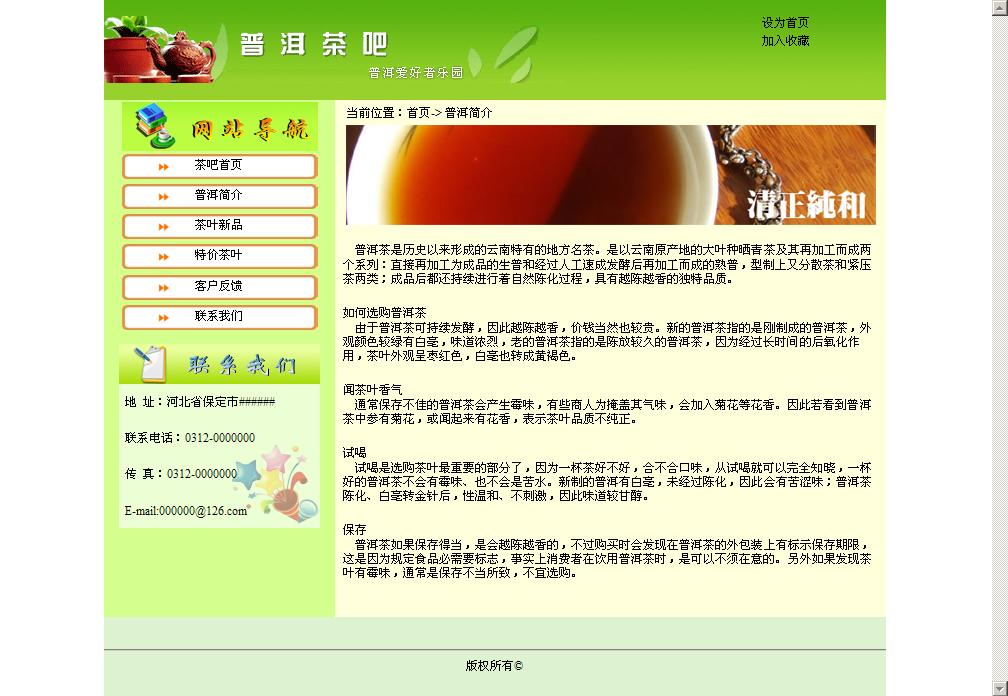 普洱茶吧
普洱爱好者乐园
设为首页
加入收藏
网站导航
茶吧首页
普洱简介
茶叶新品
特价茶叶
客户反馈
联系我们
联系我们
地 址：河北省保定市######
联系电话：0312-0000000
传 真：0312-0000000
E-mail:000000@126.com
当前位置：首页-> 普洱简介
清正純和
普洱茶是历史以来形成的云南特有的地方名茶。是以云南原产地的大叶种晒青茶及其再加工而成两
个系列：直接再加工为成品的生普和经过人工速成发酵后再加工而成的熟普，型制上又分散茶和紧压
茶两类；成品后都还持续进行着自然陈化过程，具有越陈越香的独特品质。
如何选购普洱茶
由于普洱茶可持续发酵，因此越陈越香，价钱当然也较贵。新的普洱茶指的是刚制成的普洱茶，外
观颜色较绿有白毫，味道浓烈，老的普洱茶指的是陈放较久的普洱茶，因为经过长时间的后氧化作
用，茶叶外观呈枣红色，白毫也转成黄褐色。
闻茶叶香气
通常保存不佳的普洱茶会产生霉味，有些商人为掩盖其气味，会加入菊花等花香。因此若看到普洱
茶中参有菊花，或闻起来有花香，表示茶叶品质不纯正。
试喝
试喝是选购茶叶最重要的部分了，因为一杯茶好不好，合不合口味，从试喝就可以完全知晓，一杯
好的普洱茶不会有霉味、也不会是苦水。新制的普洱有白毫，未经过陈化，因此会有苦涩味；普洱茶
陈化、白毫转金针后，性温和、不刺激，因此味道较甘醇。
保存
普洱茶如果保存得当，是会越陈越香的，不过购买时会发现在普洱茶的外包装上有标示保存期限，
这是因为规定食品必需要标志，事实上消费者在饮用普洱茶时，是可以不须在意的。另外如果发现茶
叶有霉味，通常是保存不当所致，不宜选购。
版权所有©